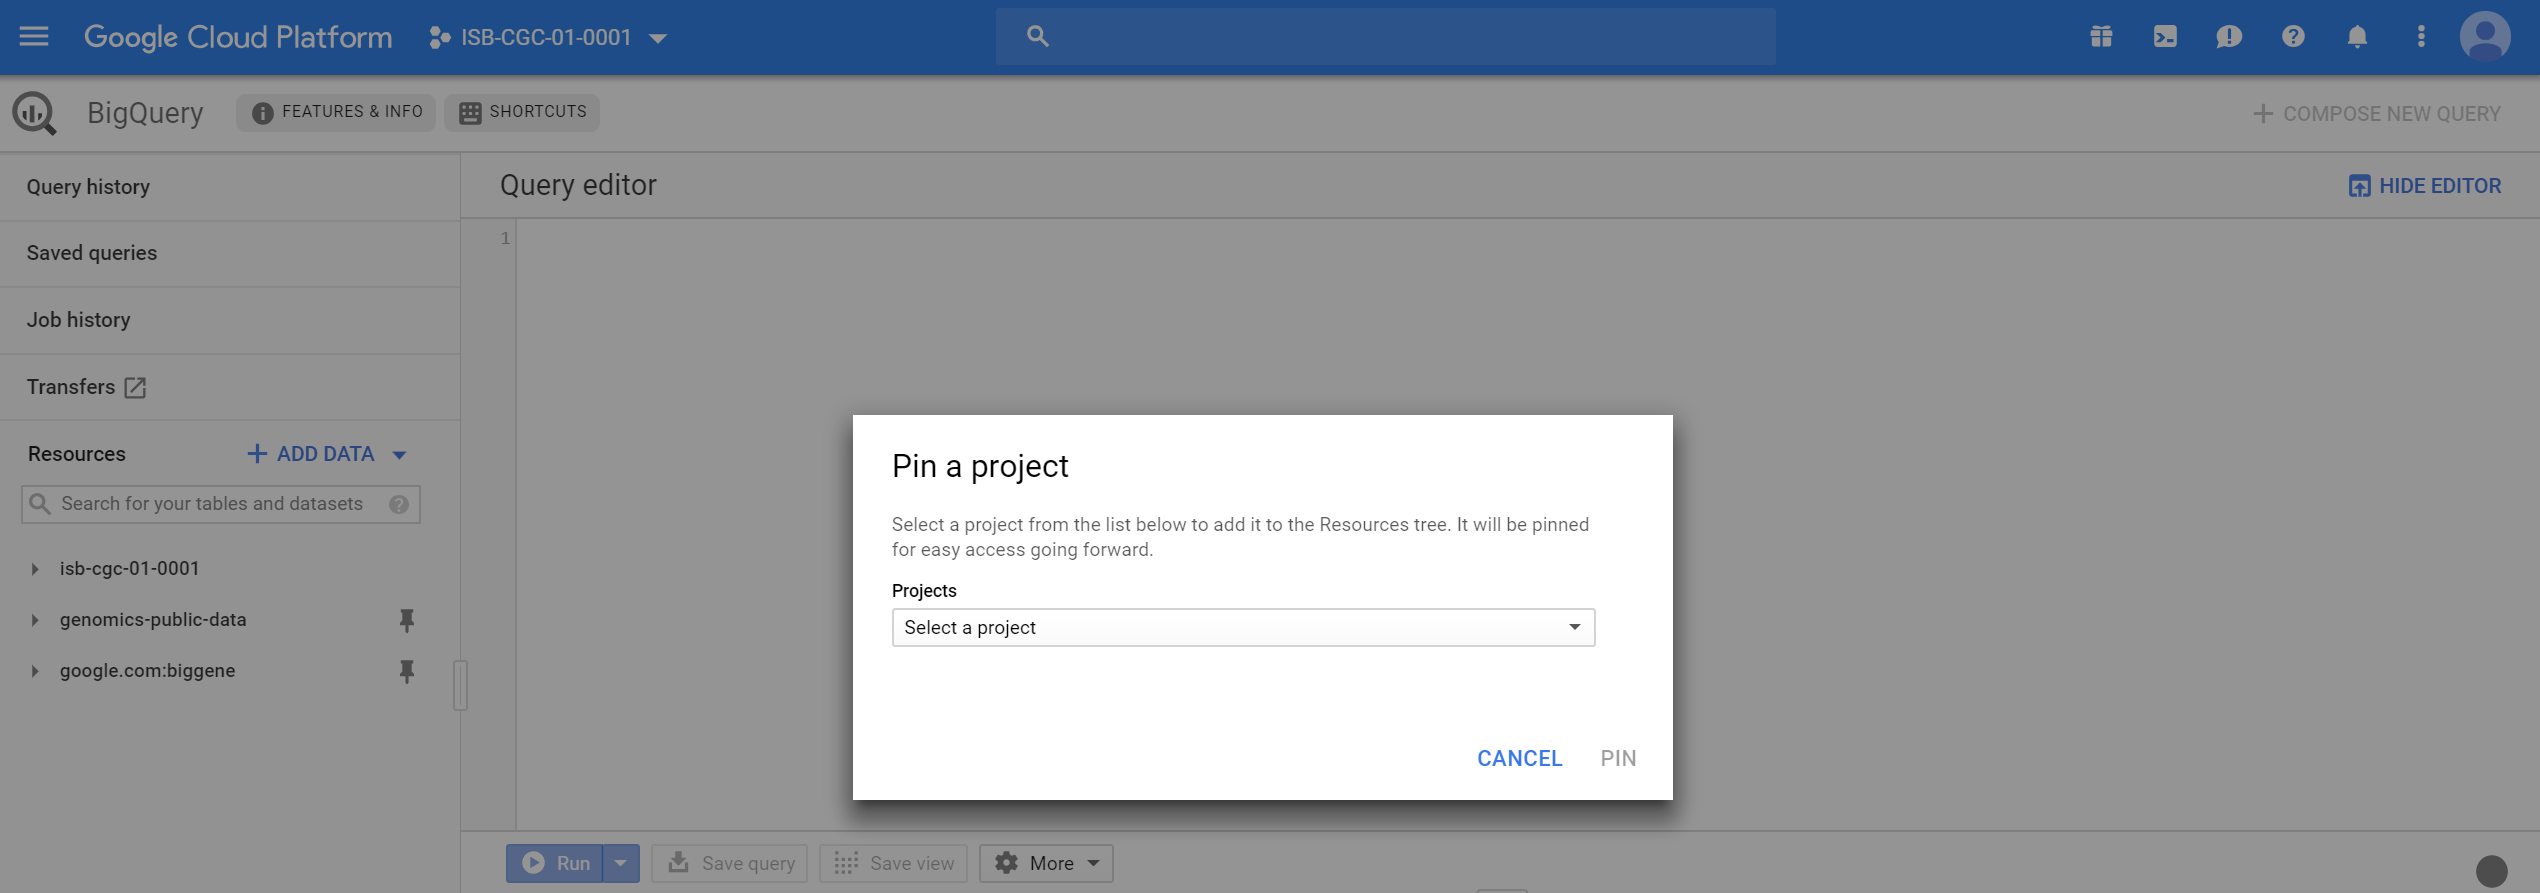 Google Cloud Platform
ISB-CGC-01-0001
BigQuery
FEATURES & INFO
SHORTCUTS
COMPOSE NEW QUERY
Query history
Saved queries
Job history
Transfers
Resources
ADD DATA
Search for your tables and datasets
isb-cgc-01-0001
genomics-public-data
google.com:biggene
Query editor
HIDE EDITOR
1
Pin a project
Select a project from the list below to add it to the Resources tree. It will be pinned
for easy access going forward.
Projects
Select a project
CANCEL
PIN
Run
Save query
Save view
More